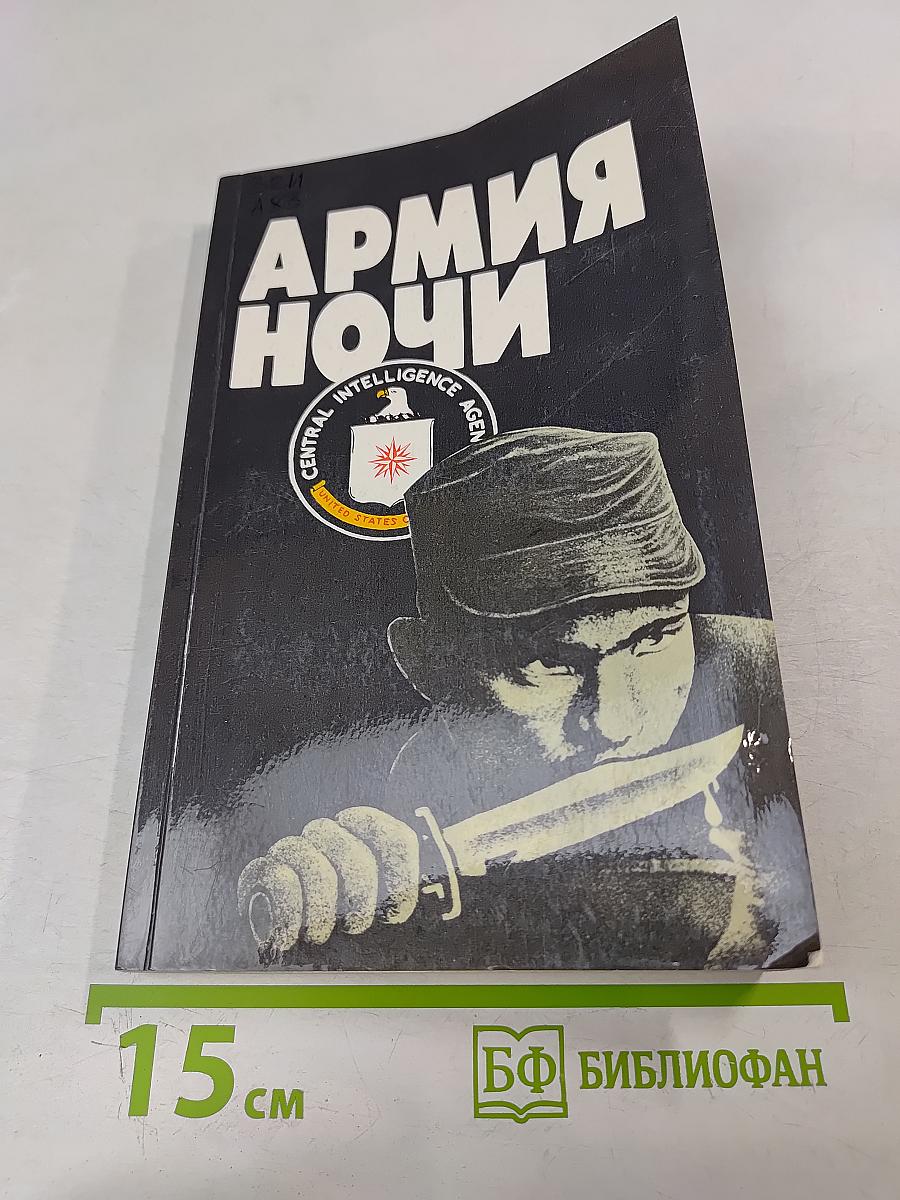 АРМИЯ
НОЧИ
CENTRAL INTELLIGENCE AGEN
UNITED STATES O
15 см
БФ БИБЛИОФАН